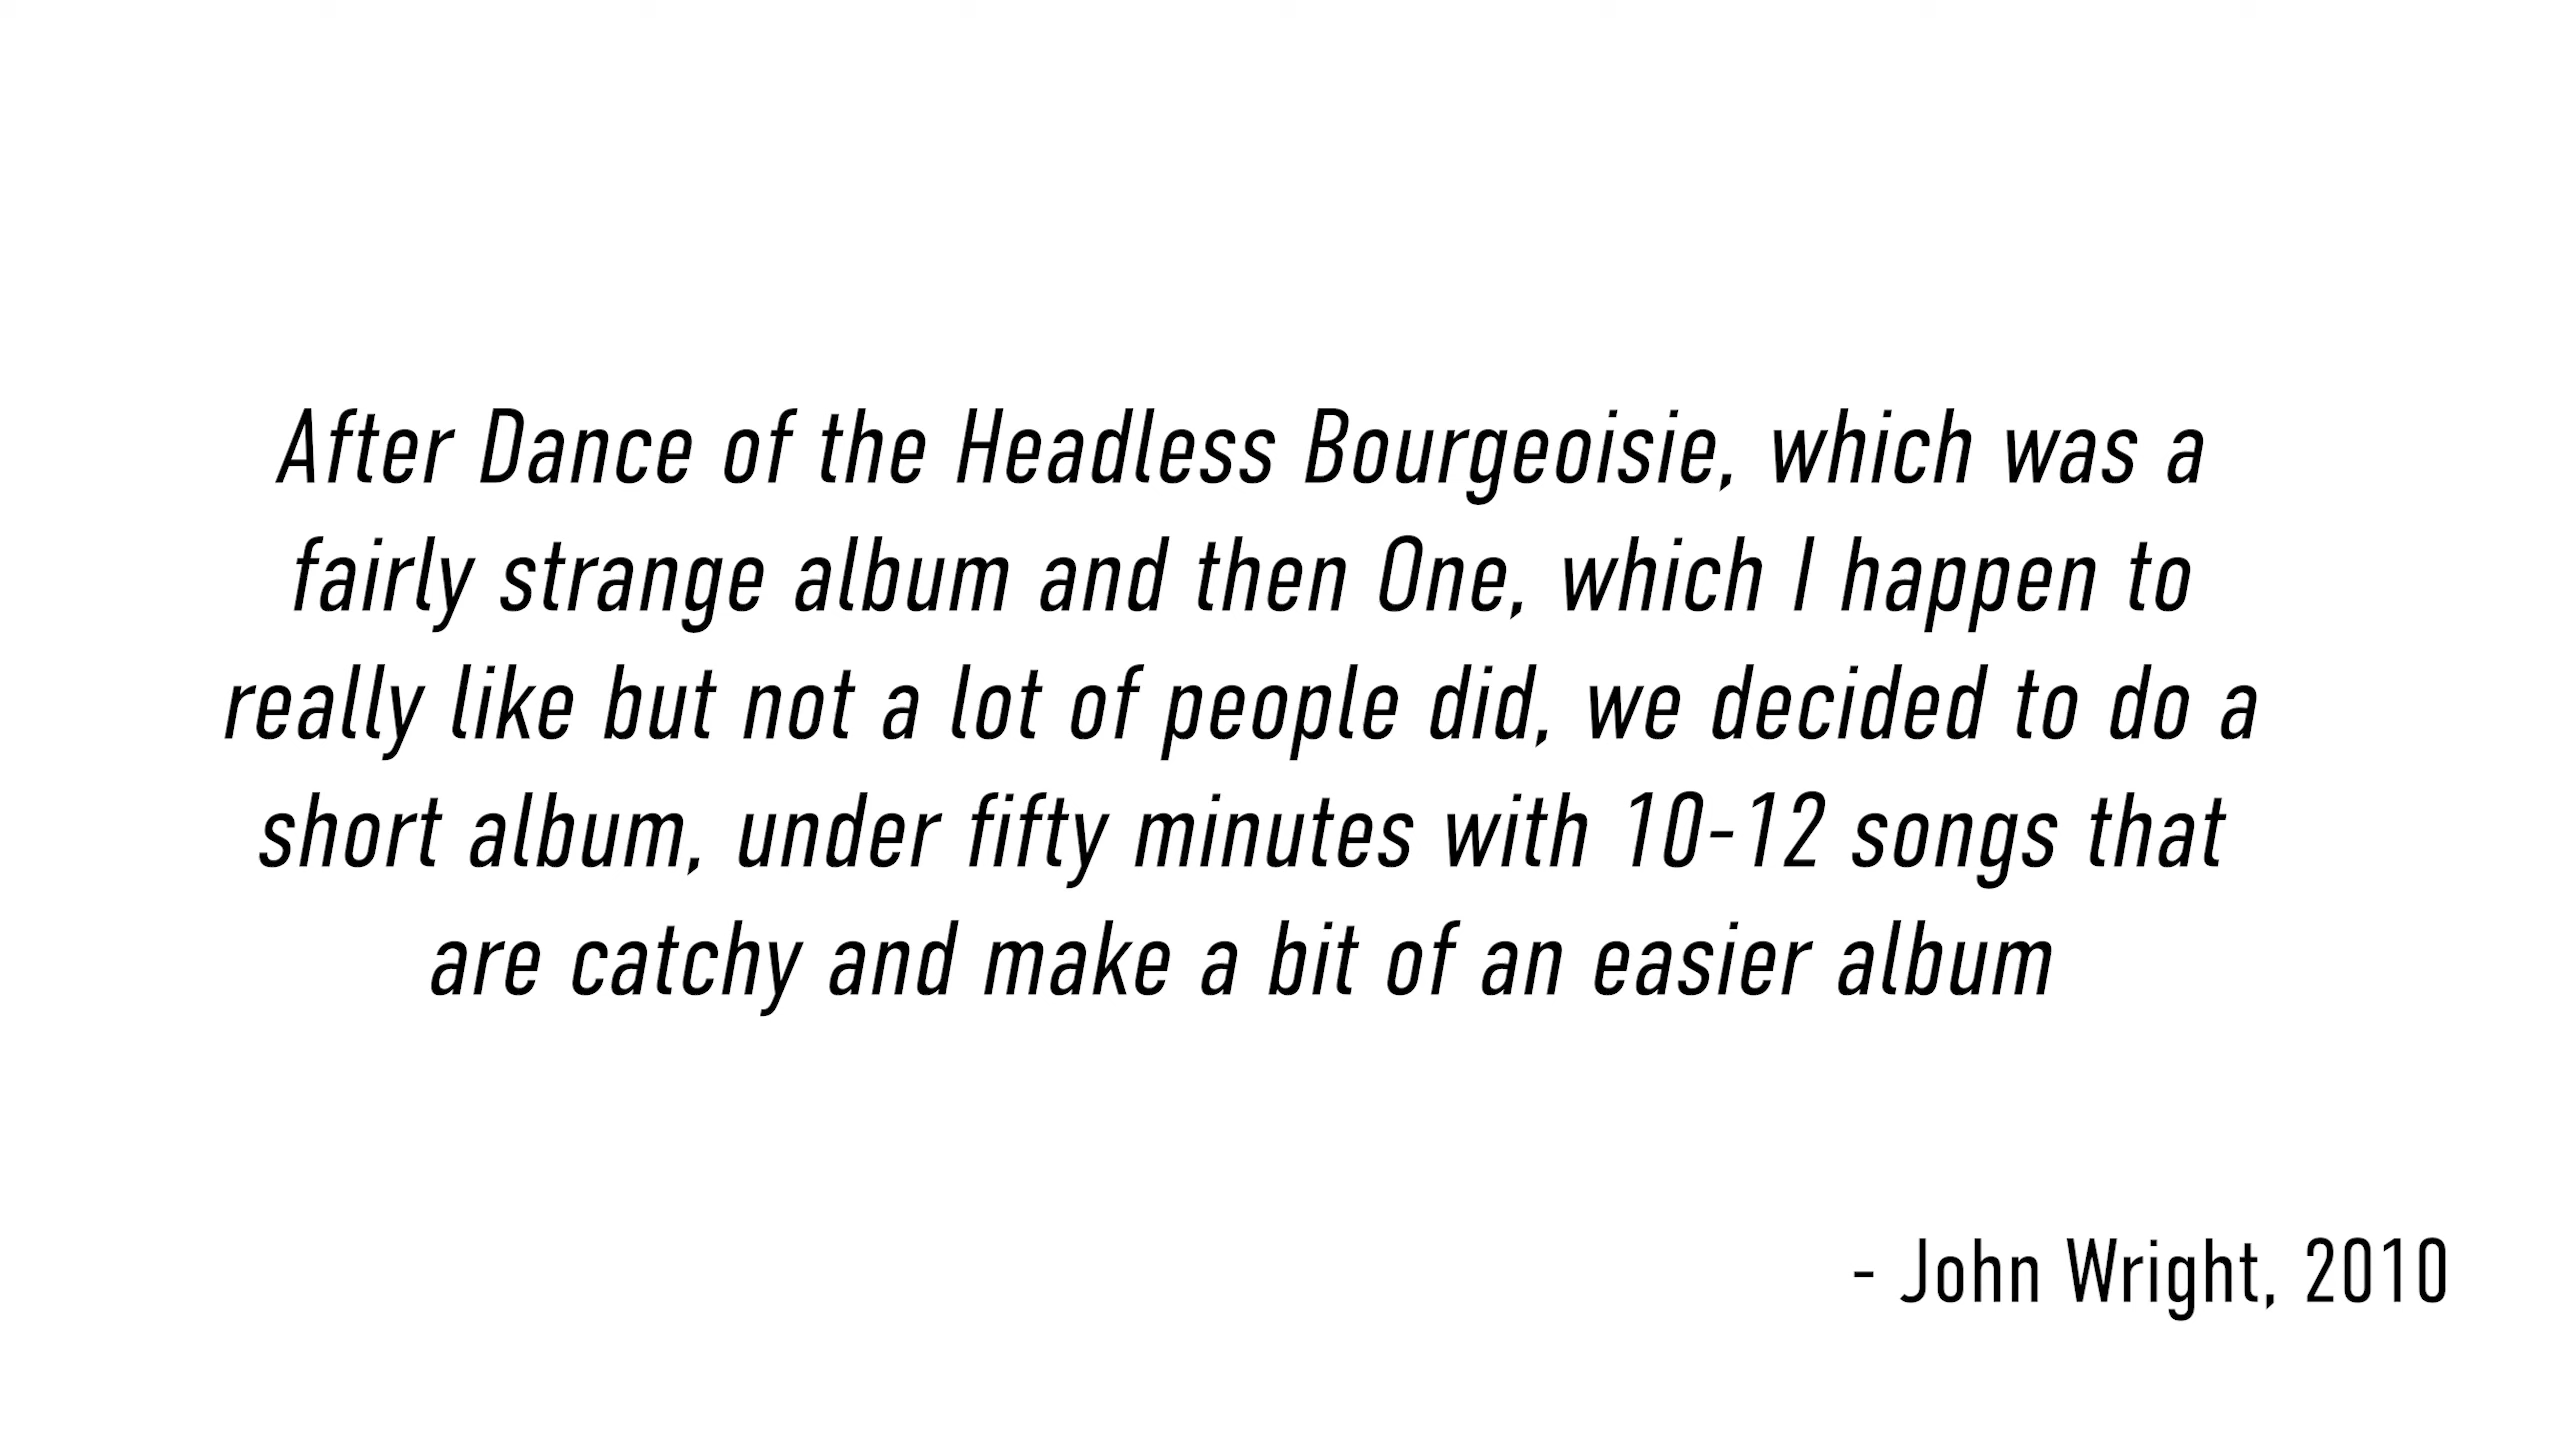 After Dance of the Headless Bourgeoisie, which was a
fairly strange album and then One, which I happen to
really like but not a lot of people did, we decided to do a
short album, under fifty minutes with 10-12 songs that
are catchy and make a bit of an easier album
- John Wright, 2010